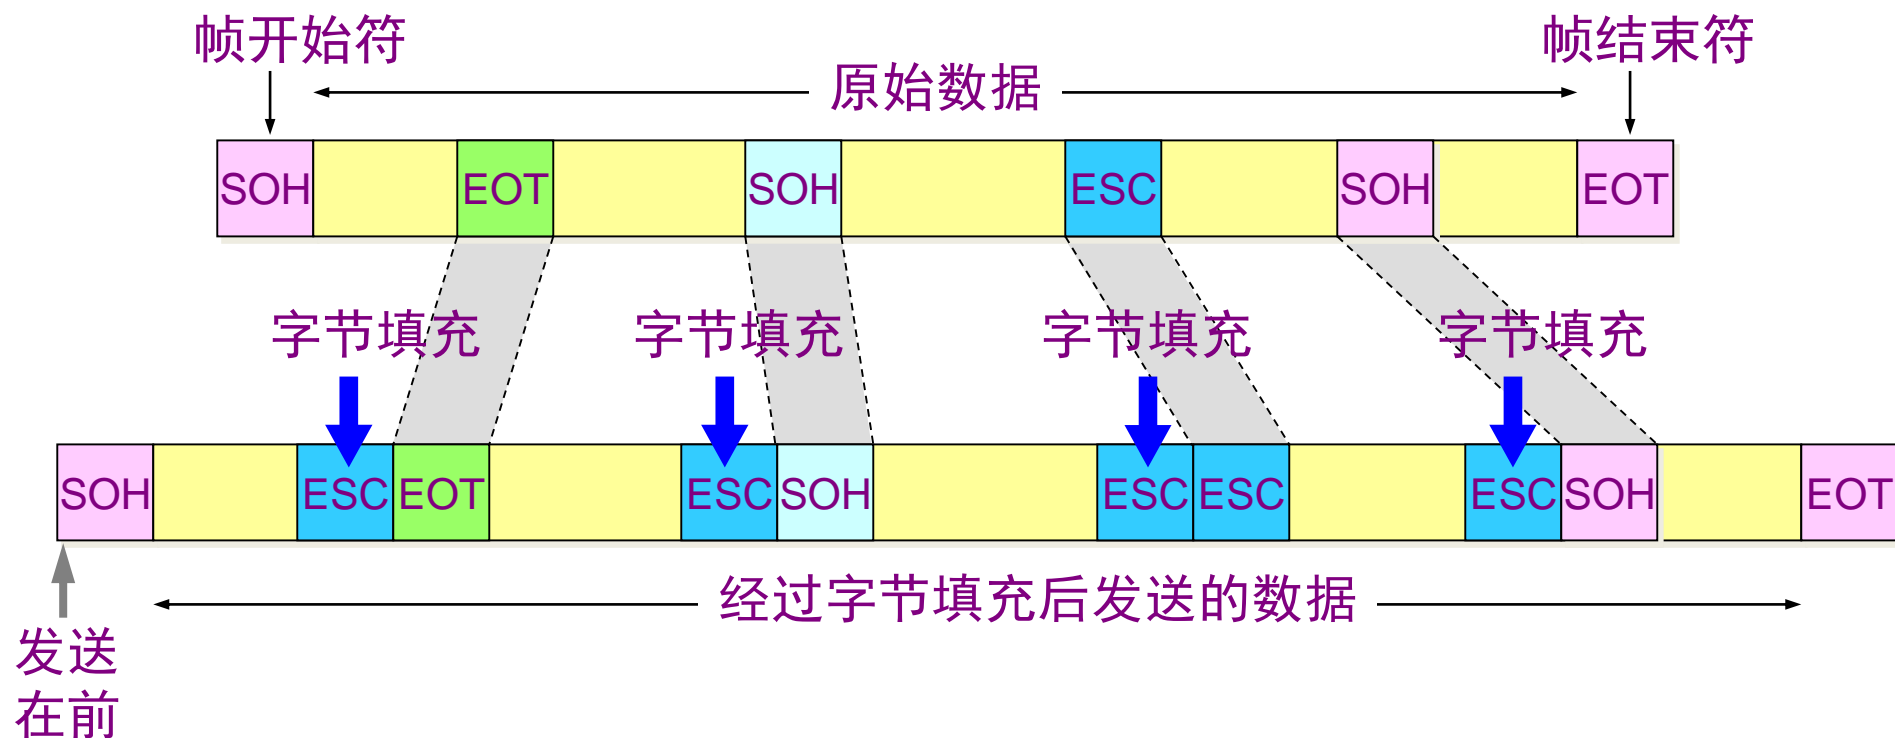 帧开始符
帧结束符
原始数据
SOH EOT SOH ESC SOH EOT
字节填充 字节填充 字节填充 字节填充
SOH ESC EOT ESC SOH ESC ESC ESC SOH EOT
经过字节填充后发送的数据
发送
在前